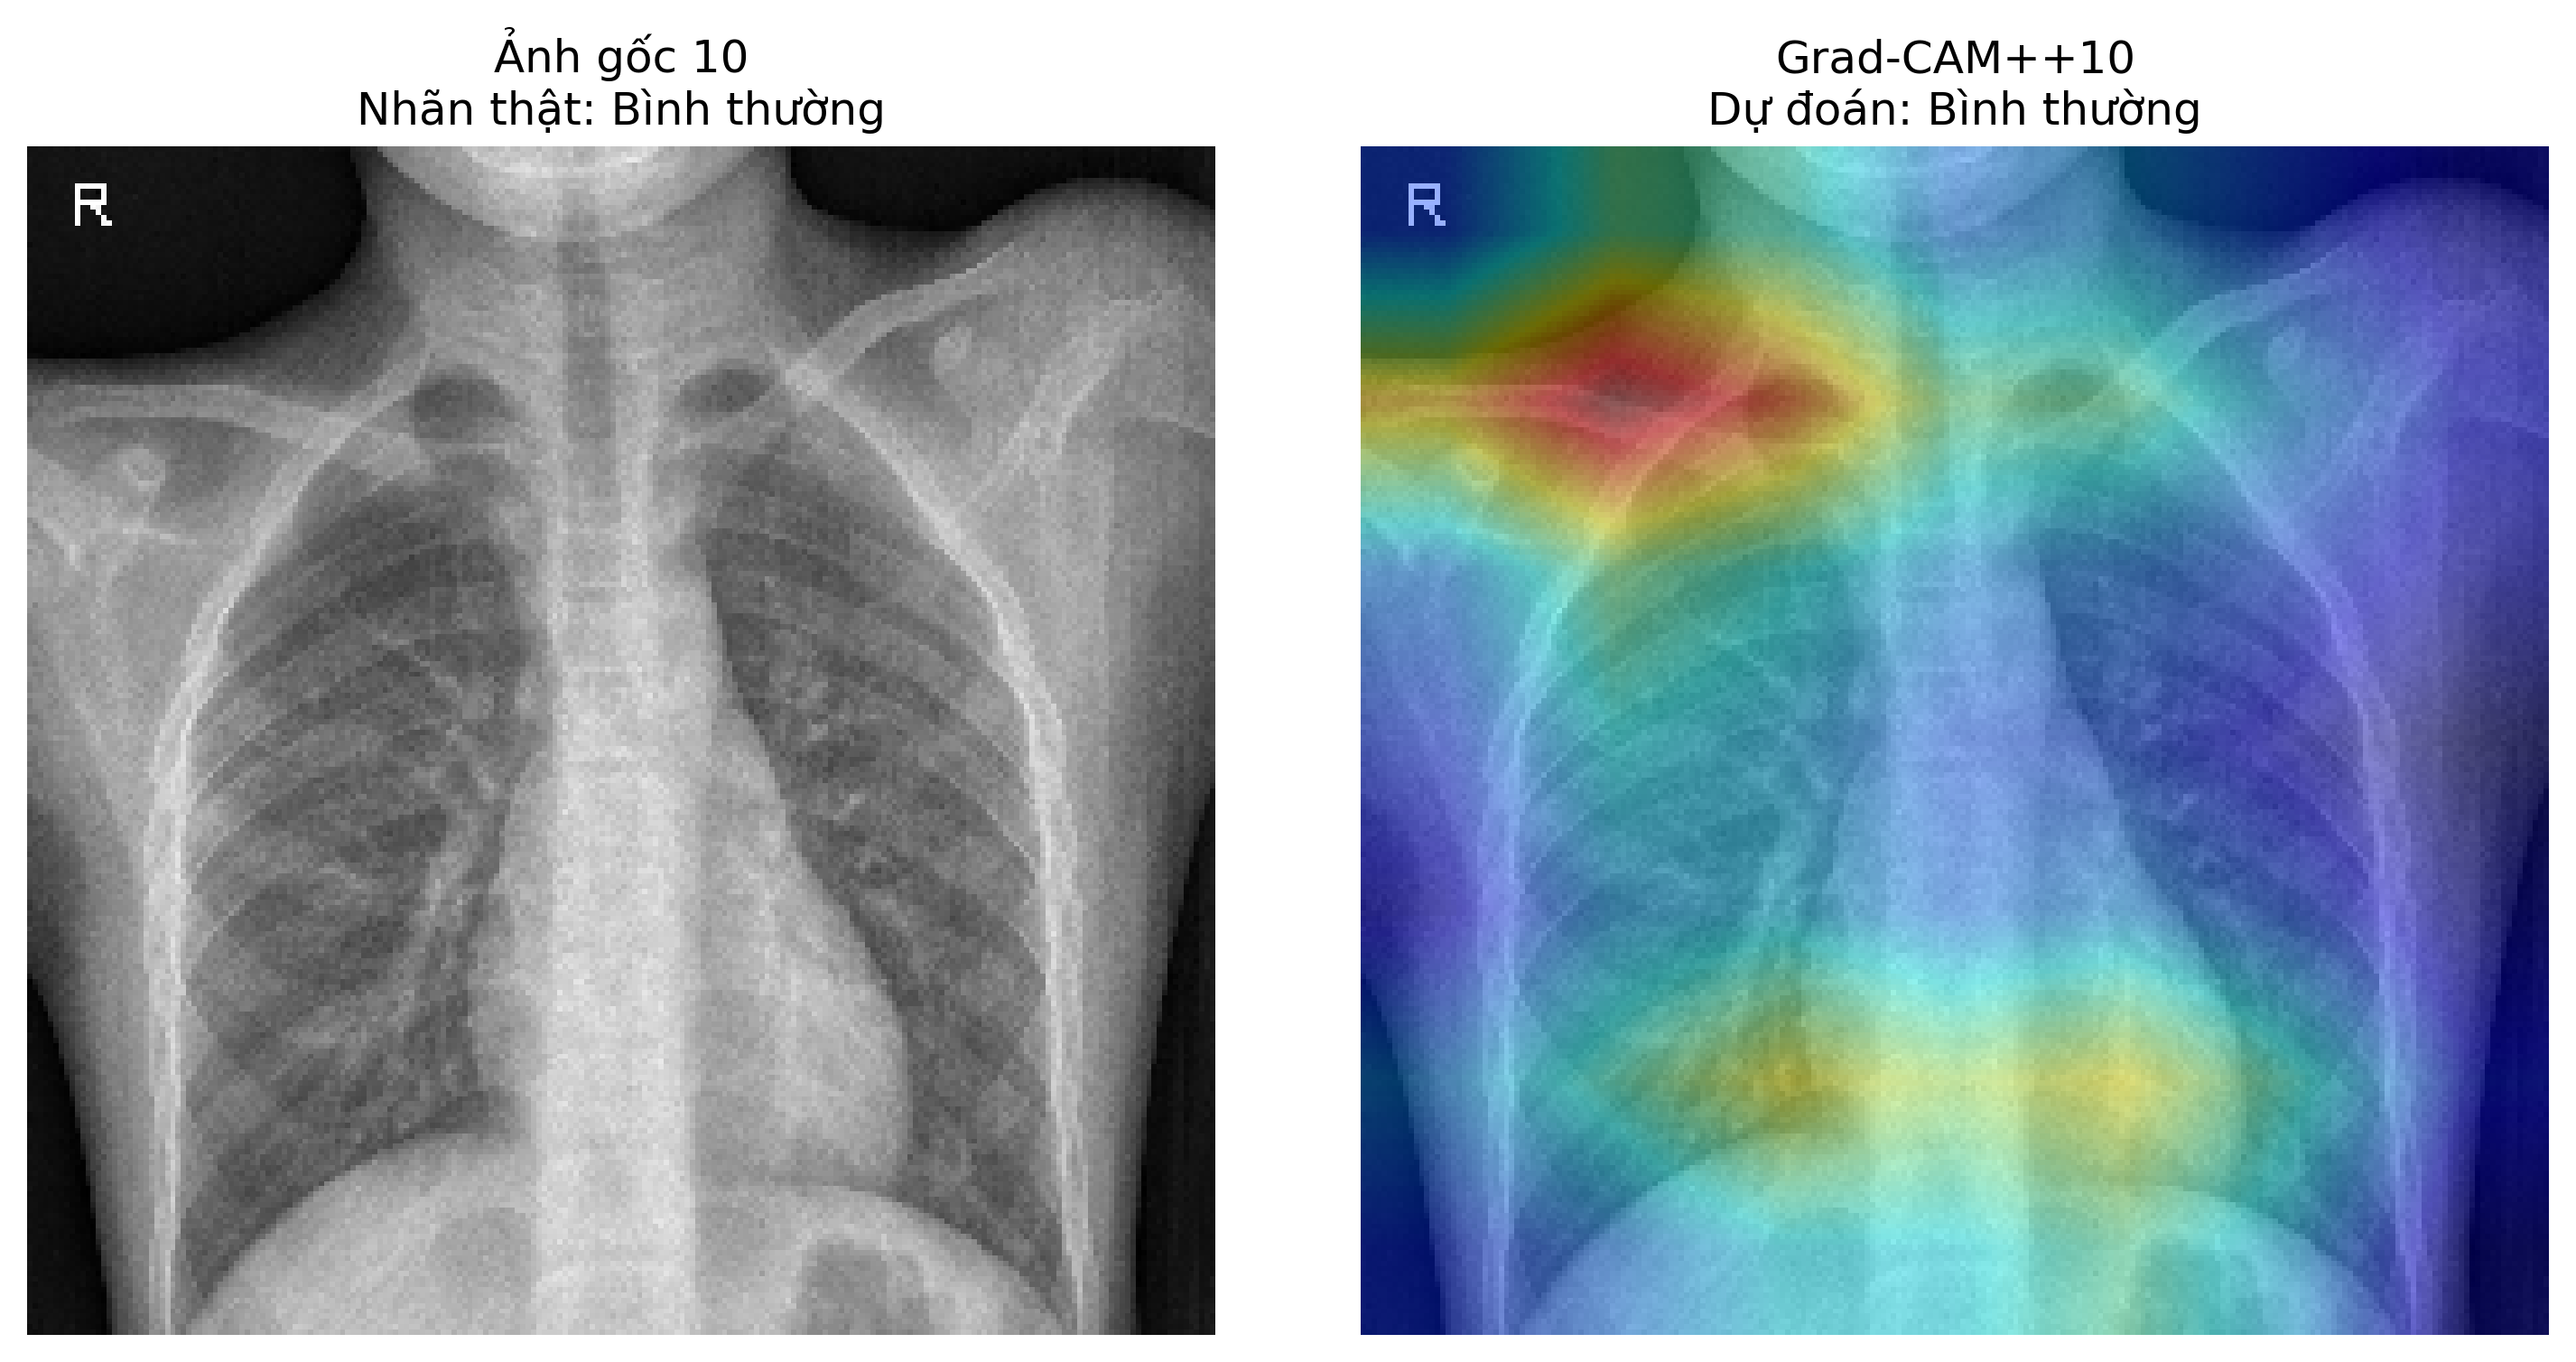 Ảnh gốc 10
Nhãn thật: Bình thường
R
Grad-CAM++10
Dự đoán: Bình thường
R